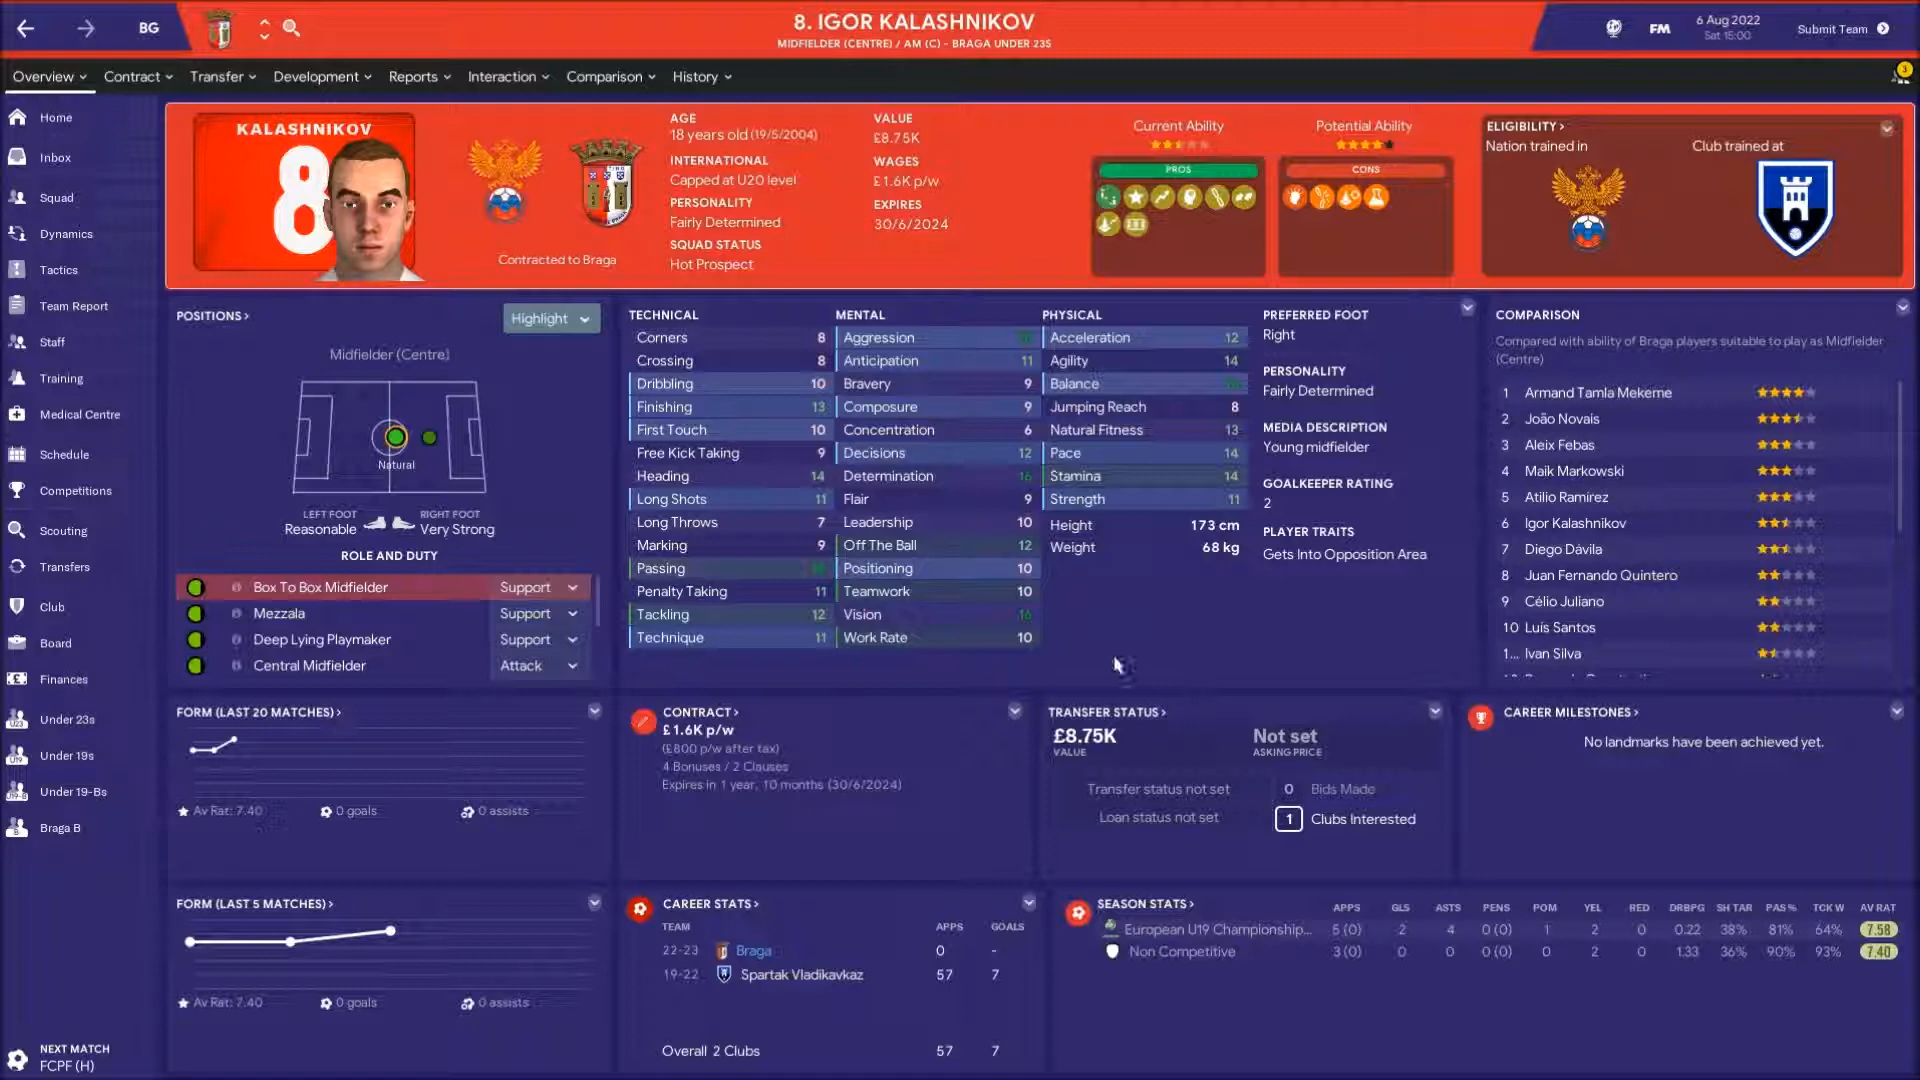 BG
8. IGOR KALASHNIKOV
MIDFIELDER (CENTRE) / AM (C) - BRAGA UNDER 23S
FM
6 Aug 2022
Sat 15:00
Submit Team
Overview
Contract
Transfer
Development
Reports
Interaction
Comparison
History
3
Home
Inbox
Squad
Dynamics
Tactics
Team Report
Staff
Training
Medical Centre
Schedule
Competitions
Scouting
Transfers
Club
Board
Finances
Under 23s
Under 19s
Under 19-Bs
Braga B
NEXT MATCH
FCPF (H)
KALASHNIKOV
8
Contracted to Braga
AGE
18 years old (19/5/2004)
INTERNATIONAL
Capped at U20 level
PERSONALITY
Fairly Determined
SQUAD STATUS
Hot Prospect
VALUE
£8.75K
WAGES
£1.6K p/w
EXPIRES
30/6/2024
Current Ability
PROS
Potential Ability
CONS
ELIGIBILITY >
Nation trained in
Club trained at
POSITIONS >
Highlight
Midfielder (Centre)
Natural
LEFT FOOT
Reasonable
RIGHT FOOT
Very Strong
ROLE AND DUTY
Box To Box Midfielder Support
Mezzala Support
Deep Lying Playmaker Support
Central Midfielder Attack
TECHNICAL
Corners 8
Crossing 8
Dribbling 10
Finishing 13
First Touch 10
Free Kick Taking 9
Heading 14
Long Shots 11
Long Throws 7
Marking 9
Passing
Penalty Taking 11
Tackling 12
Technique 11
MENTAL
Aggression
Anticipation 11
Bravery 9
Composure 9
Concentration 6
Decisions 12
Determination 16
Flair 9
Leadership 10
Off The Ball 12
Positioning 10
Teamwork 10
Vision 16
Work Rate 10
PHYSICAL
Acceleration 12
Agility 14
Balance
Jumping Reach 8
Natural Fitness 13
Pace 14
Stamina 14
Strength 11
Height 173 cm
Weight 68 kg
PREFERRED FOOT
Right
PERSONALITY
Fairly Determined
MEDIA DESCRIPTION
Young midfielder
GOALKEEPER RATING
2
PLAYER TRAITS
Gets Into Opposition Area
COMPARISON
Compared with ability of Braga players suitable to play as Midfielder
(Centre)
1 Armand Tamla Mekeme
2 João Novais
3 Aleix Febas
4 Maik Markowski
5 Atilio Ramírez
6 Igor Kalashnikov
7 Diego Dávila
8 Juan Fernando Quintero
9 Célio Juliano
10 Luís Santos
1... Ivan Silva
FORM (LAST 20 MATCHES) >
Av Rat: 7.40 0 goals 0 assists
CONTRACT >
£1.6K p/w
(£800 p/w after tax)
4 Bonuses / 2 Clauses
Expires in 1 year, 10 months (30/6/2024)
TRANSFER STATUS >
£8.75K
VALUE
Not set
ASKING PRICE
Transfer status not set 0 Bids Made
Loan status not set 1 Clubs Interested
CAREER MILESTONES >
No landmarks have been achieved yet.
FORM (LAST 5 MATCHES) >
Av Rat: 7.40 0 goals 0 assists
CAREER STATS >
TEAM APPS GOALS
22-23 Braga 0 -
19-22 Spartak Vladikavkaz 57 7
Overall 2 Clubs 57 7
SEASON STATS > APPS GLS ASTS PENS POM YEL RED DRBPG SH TAR PAS % TCK W AV RAT
European U19 Championship... 5 (0) 2 4 0 (0) 1 2 0 0.22 38% 81% 64% 7.58
Non Competitive 3 (0) 0 0 0 (0) 0 2 0 1.33 36% 90% 93% 7.40